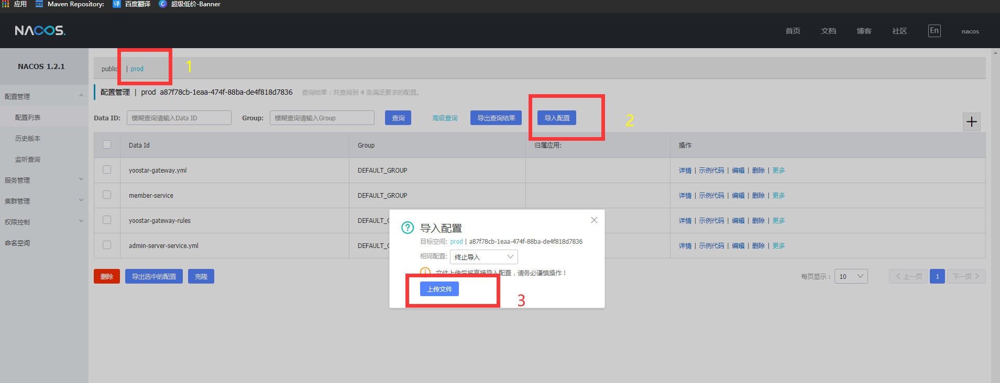 应用 Maven Repository: 译 百度翻译 C 超级低价-Banner
NACOS. 首页 文档 博客 社区 En nacos
NACOS 1.2.1
public | prod 1
配置管理
配置管理 | prod a87f78cb-1eaa-474f-88ba-de4f818d7836 查询结果：共查询到 4 条满足要求的配置。
配置列表
Data ID: 模糊查询请输入Data ID Group: 模糊查询请输入Group 查询 高级查询 导出查询结果 导入配置 2 +
历史版本
Data Id Group 归属应用: 操作
监听查询
yoostar-gateway.yml DEFAULT_GROUP 详情 | 示例代码 | 编辑 | 删除 | 更多
服务管理
member-service DEFAULT_GROUP 详情 | 示例代码 | 编辑 | 删除 | 更多
集群管理
yoostar-gateway-rules DEFAULT_G 详情 | 示例代码 | 编辑 | 删除 | 更多
权限控制
admin-server-service.yml DEFAULT_G 详情 | 示例代码 | 编辑 | 删除 | 更多
命名空间
? 导入配置
目标空间: prod | a87f78cb-1eaa-474f-88ba-de4f818d7836
相同配置: 终止导入
文件上传后将直接导入配置，请务必谨慎操作！
上传文件 3
删除 导出选中的配置 克隆 每页显示： 10 < 上一页 1 下一页 >